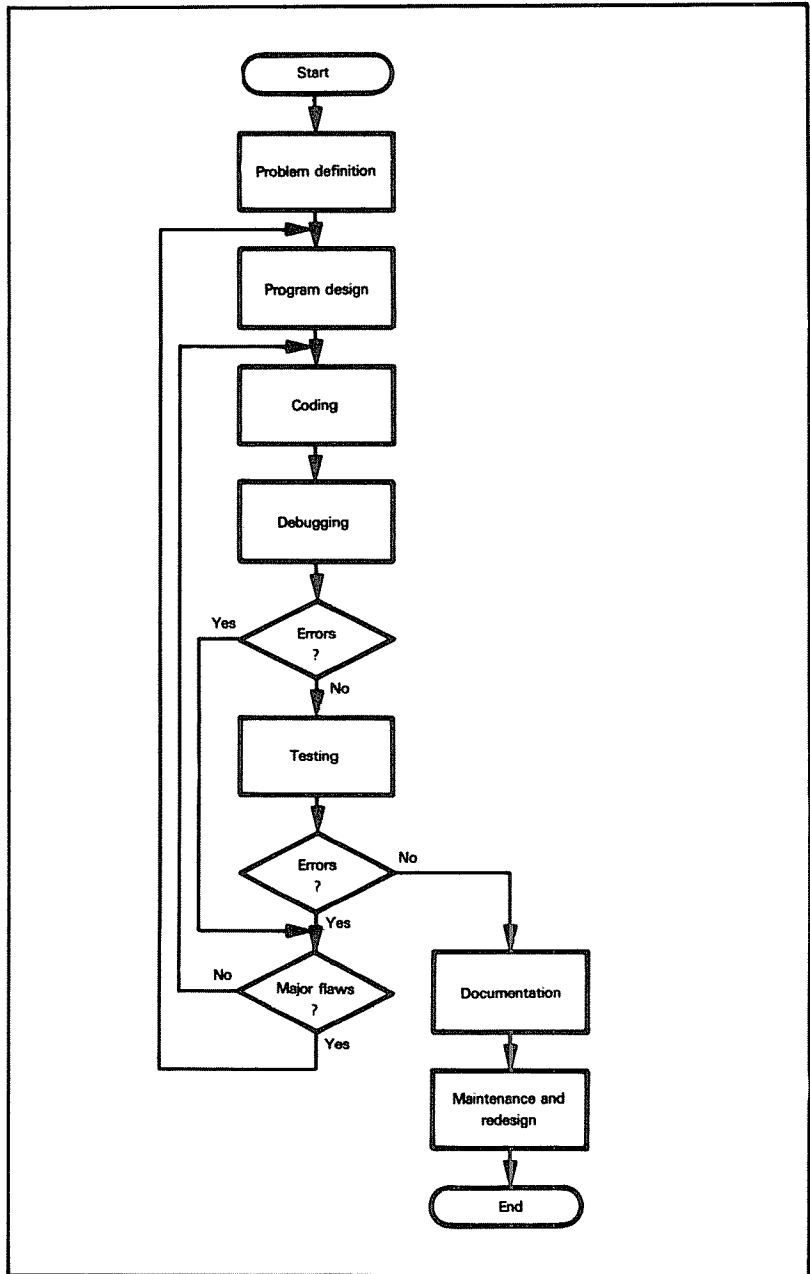 Start
Problem definition
Program design
Coding
Debugging
Yes
Errors
?
No
Testing
Errors
?
No
Yes
No
Major flaws
?
Yes
Documentation
Maintenance and
redesign
End